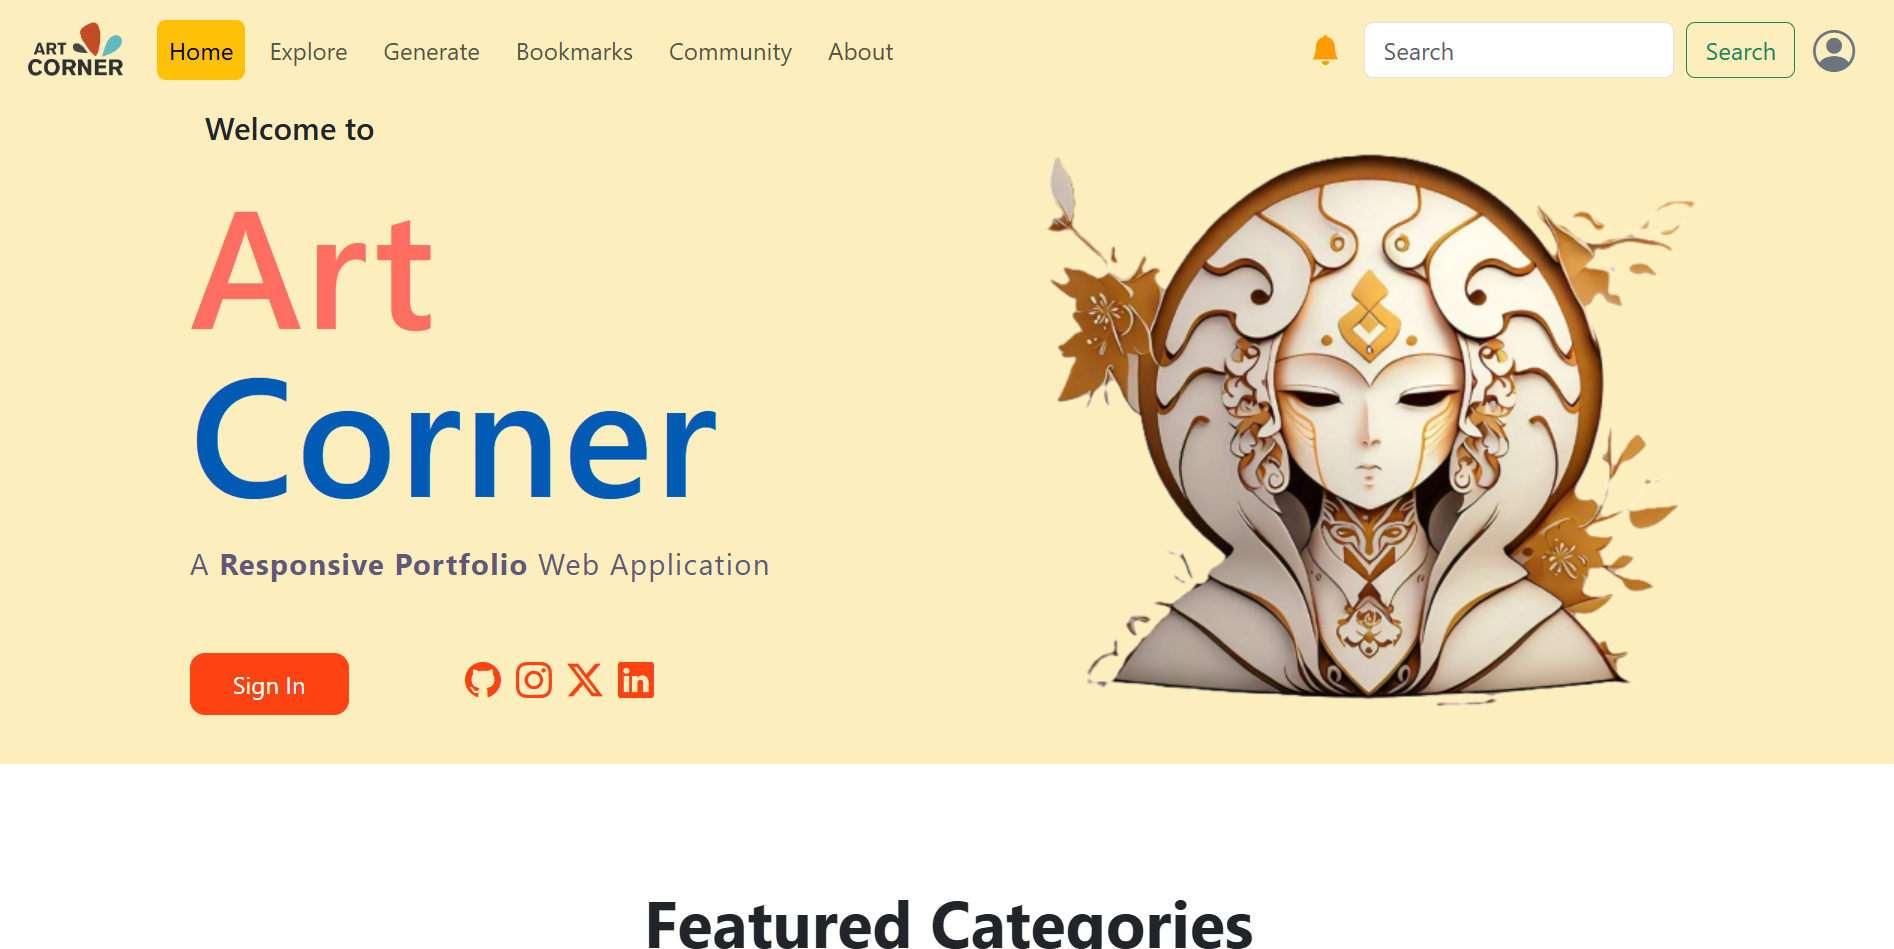 ART
CORNER
Home Explore Generate Bookmarks Community About Search Search
Welcome to
Art
Corner
A Responsive Portfolio Web Application
Sign In
Featured Categories